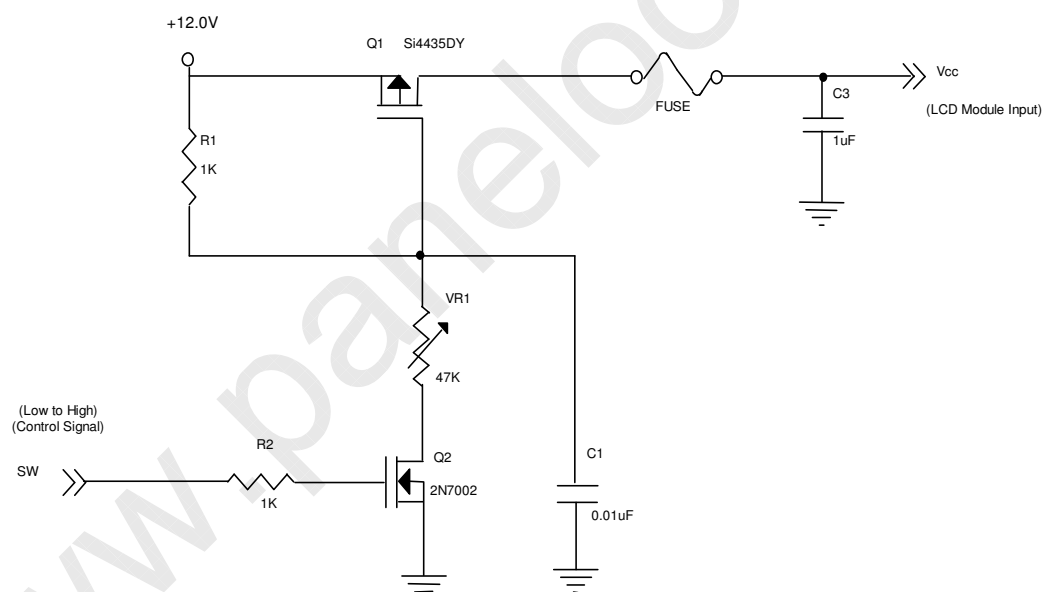 +12.0V
Q1 Si4435DY
FUSE
C3
1uF
Vcc
(LCD Module Input)
R1
1K
VR1
47K
(Low to High)
(Control Signal)
SW
R2
1K
Q2
2N7002
C1
0.01uF
w.paneloo